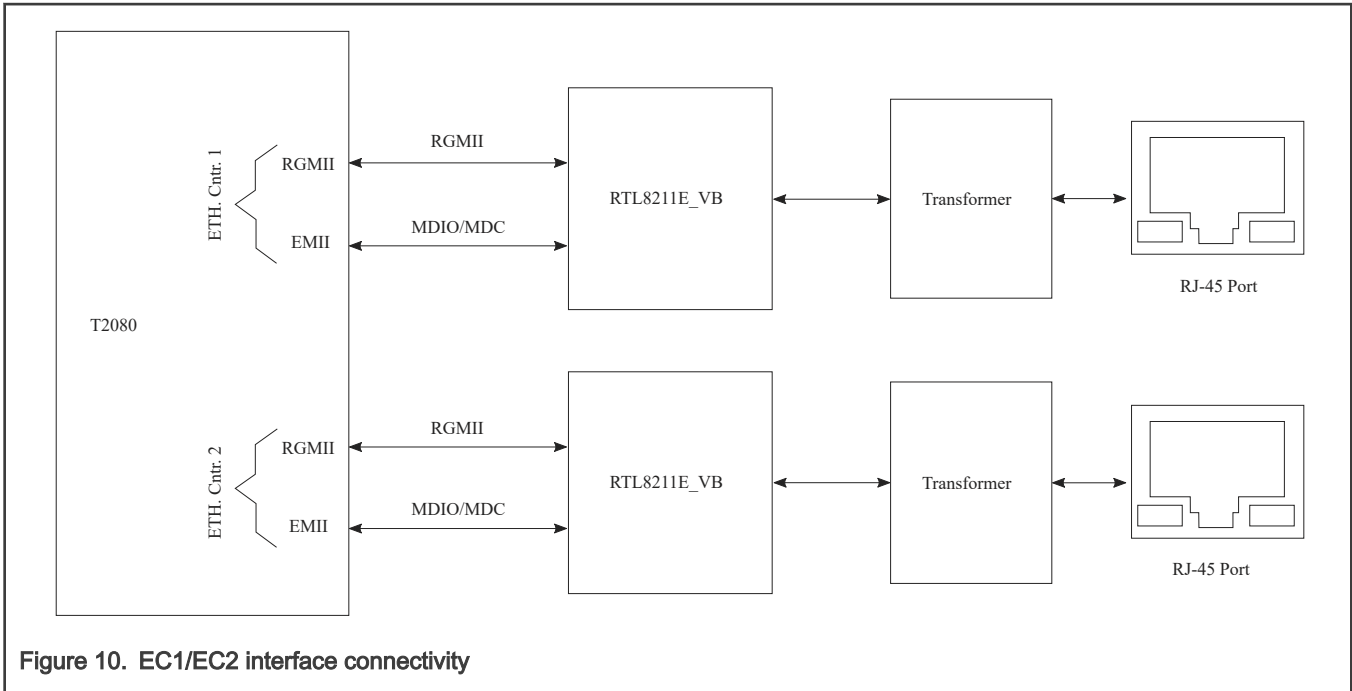 ETH. Cntr. 1
RGMII
EMII
RGMII
MDIO/MDC
RTL8211E_VB
Transformer
RJ-45 Port
T2080
ETH. Cntr. 2
RGMII
EMII
RGMII
MDIO/MDC
RTL8211E_VB
Transformer
RJ-45 Port
Figure 10. EC1/EC2 interface connectivity